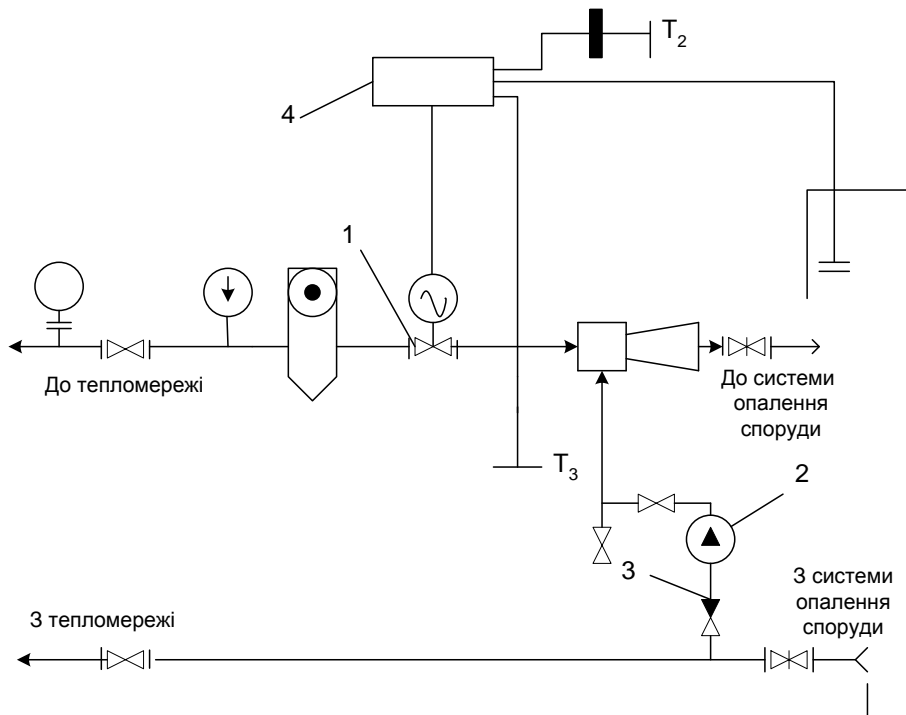 T2
4
1
До тепломережі
До системи
опалення
споруди
T3
2
3
З тепломережі
З системи
опалення
споруди